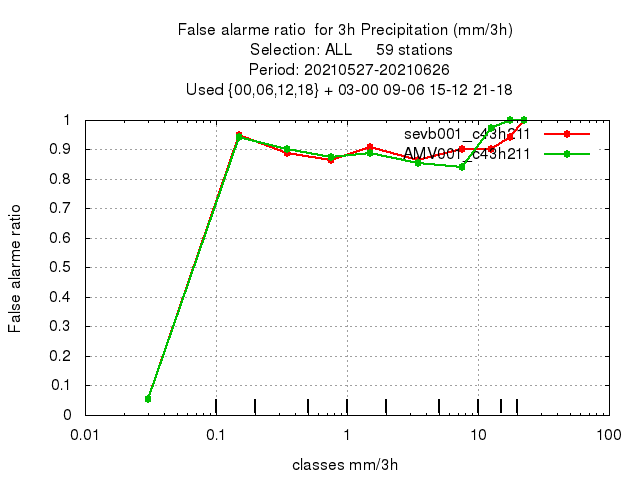 False alarme ratio  for 3h Precipitation (mm/3h)
Selection: ALL     59 stations
Period: 20210527-20210626
Used {00,06,12,18} + 03-00 09-06 15-12 21-18
sevb001_c43h211
AMV001_c43h211
1
0.9
0.8
0.7
0.6
0.5
0.4
0.3
0.2
0.1
0
False alarme ratio
0.01 0.1 1 10 100
classes mm/3h